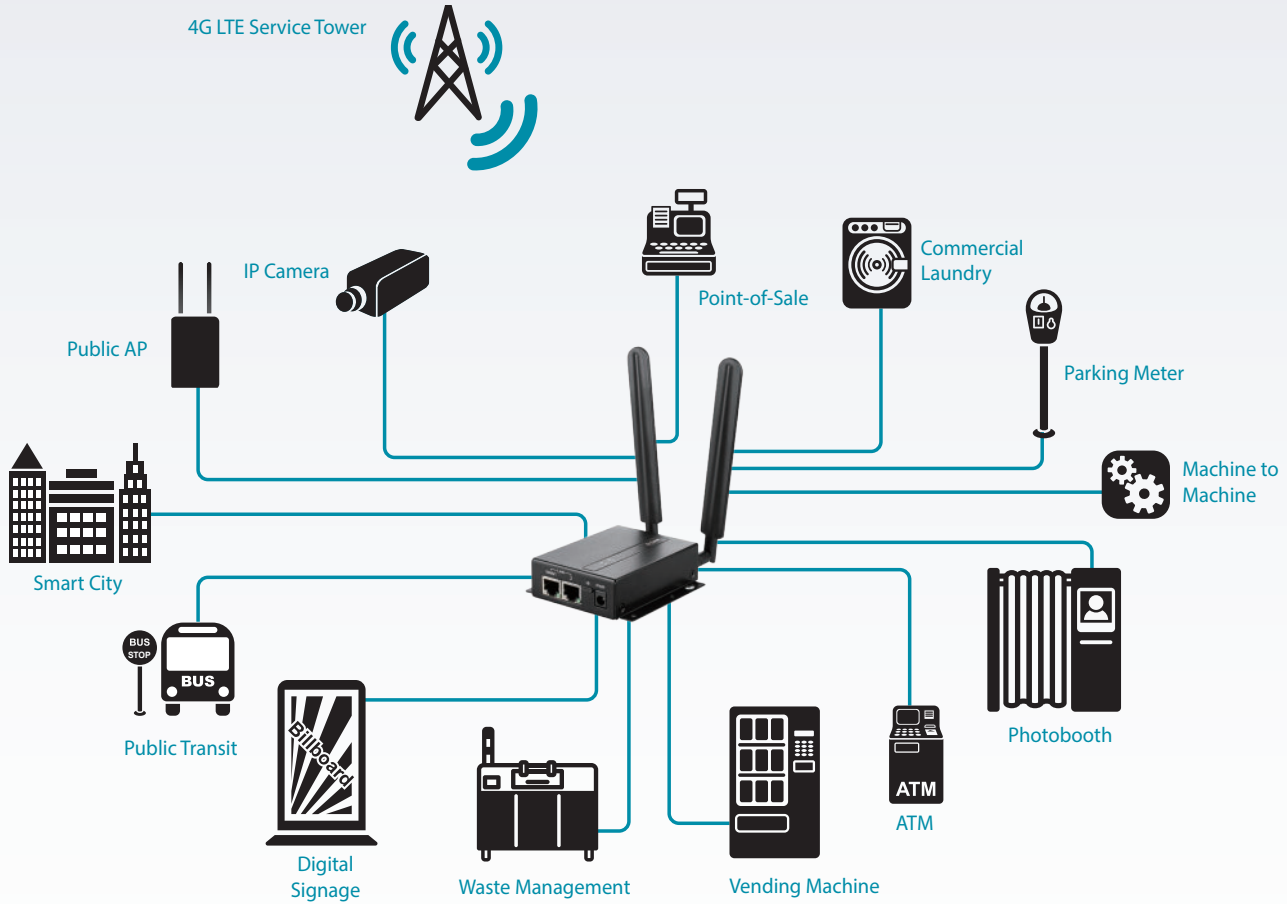 4G LTE Service Tower
IP Camera
Point-of-Sale
Commercial
Laundry
Public AP
Parking Meter
Machine to
Machine
Smart City
BUS
STOP
BUS
Public Transit
Billboard
Digital
Signage
Waste Management
Vending Machine
ATM
ATM
Photobooth